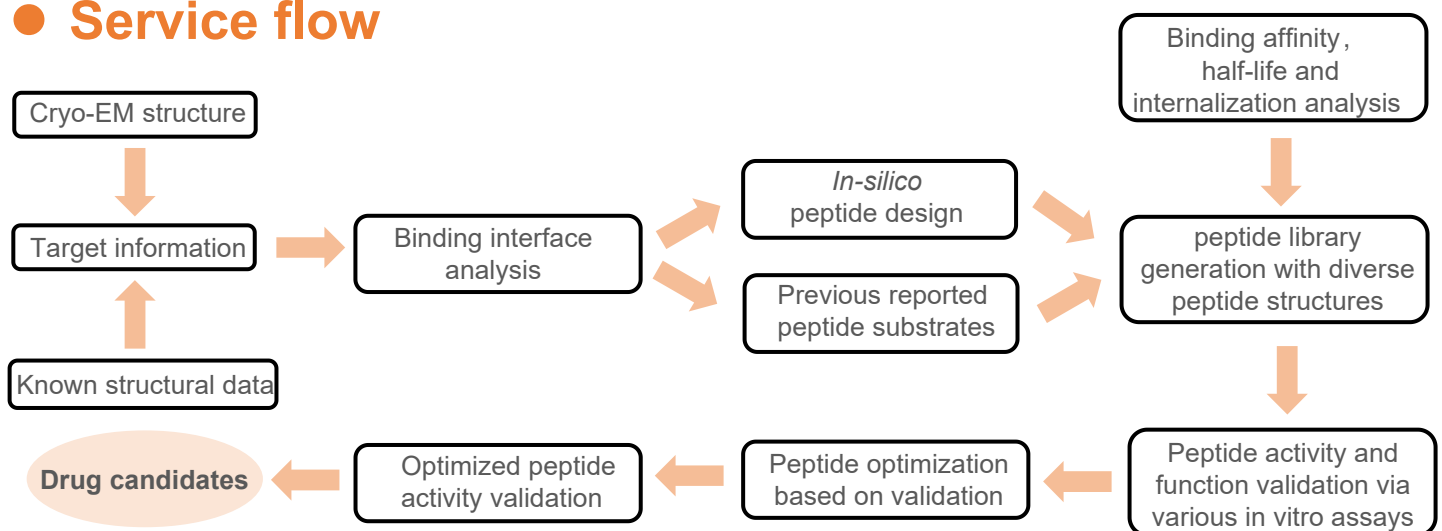 ● Service flow
Cryo-EM structure
Target information
Known structural data
Binding interface
analysis
In-silico
peptide design
Previous reported
peptide substrates
Binding affinity,
half-life and
internalization analysis
peptide library
generation with diverse
peptide structures
Peptide activity and
function validation via
various in vitro assays
Peptide optimization
based on validation
Optimized peptide
activity validation
Drug candidates